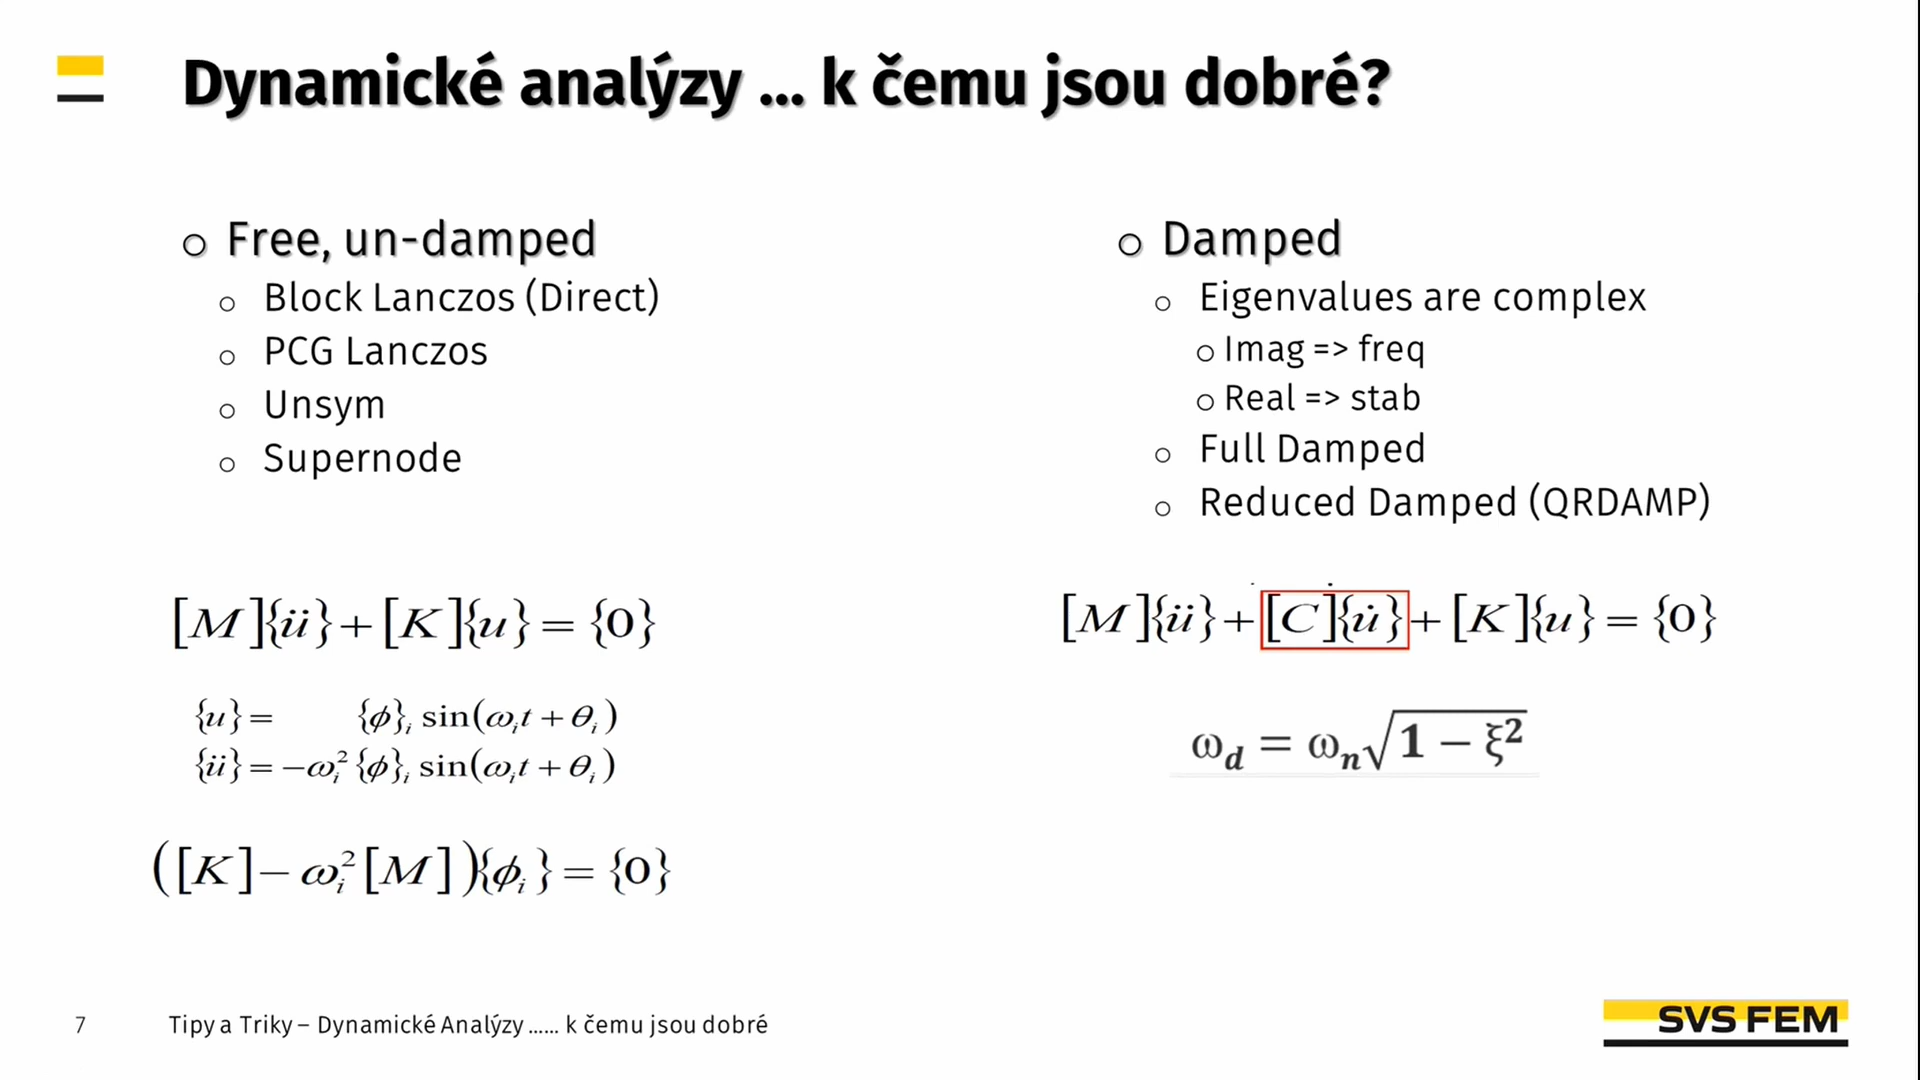 Dynamické analýzy ... k čemu jsou dobré?
o Free, un-damped
o Block Lanczos (Direct)
o PCG Lanczos
o Unsym
o Supernode
[M]{ü}+[K]{u}={0}
{u}= {ϕ}ᵢ sin(ωᵢt+θᵢ)
{ü}=−ωᵢ²{ϕ}ᵢ sin(ωᵢt+θᵢ)
([K]−ωᵢ²[M]){ϕᵢ}={0}
o Damped
o Eigenvalues are complex
o Imag => freq
o Real => stab
o Full Damped
o Reduced Damped (QRDAMP)
[M]{ü}+[C]{u̇}+[K]{u}={0}
ω_d = ω_n√(1 − ξ²)
7 Tipy a Triky – Dynamické Analýzy …… k čemu jsou dobré
SVS FEM